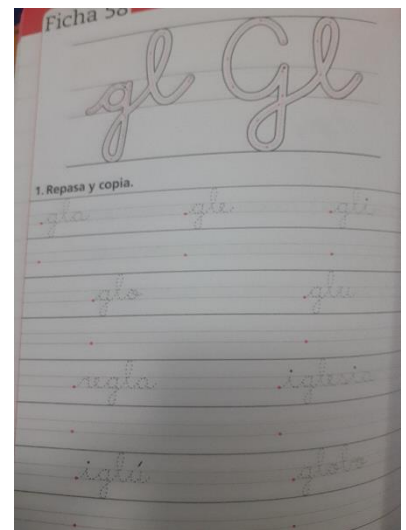 Ficha 58
gl Gl
1. Repasa y copia.
gla gle gli
glo glu
regla iglesia
iglú globo